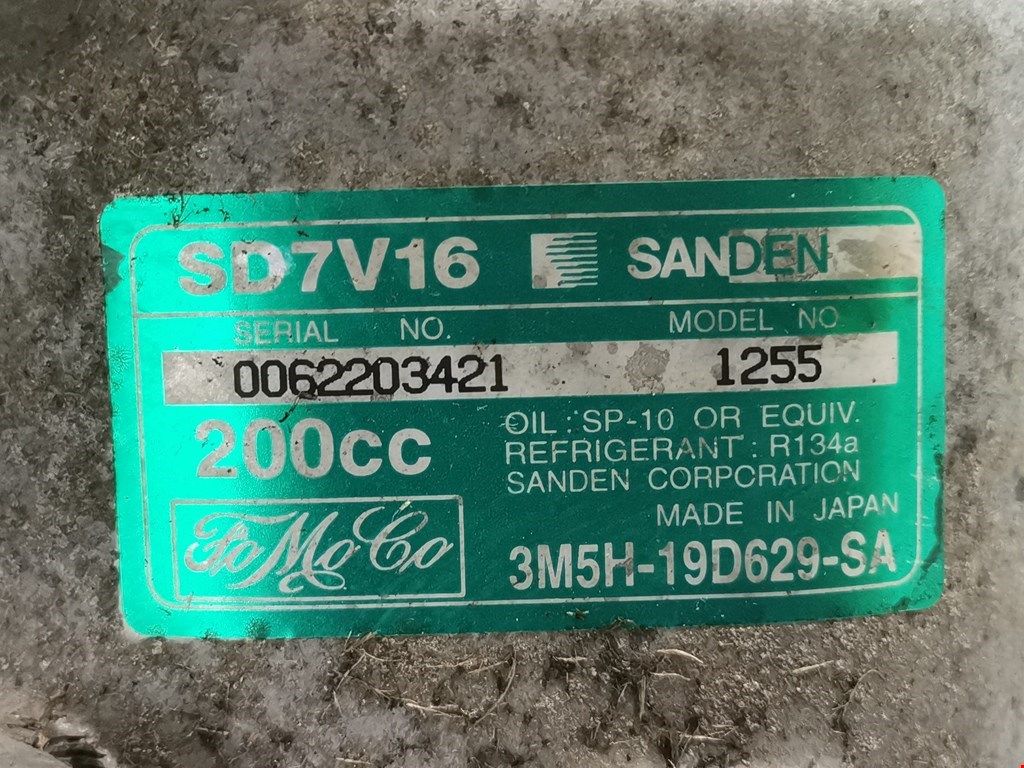 SD7V16 SANDEN
SERIAL NO. MODEL NO.
0062203421 1255
200cc
OIL : SP-10 OR EQUIV.
REFRIGERANT : R134a
SANDEN CORPORATION
MADE IN JAPAN
FoMoCo
3M5H-19D629-SA